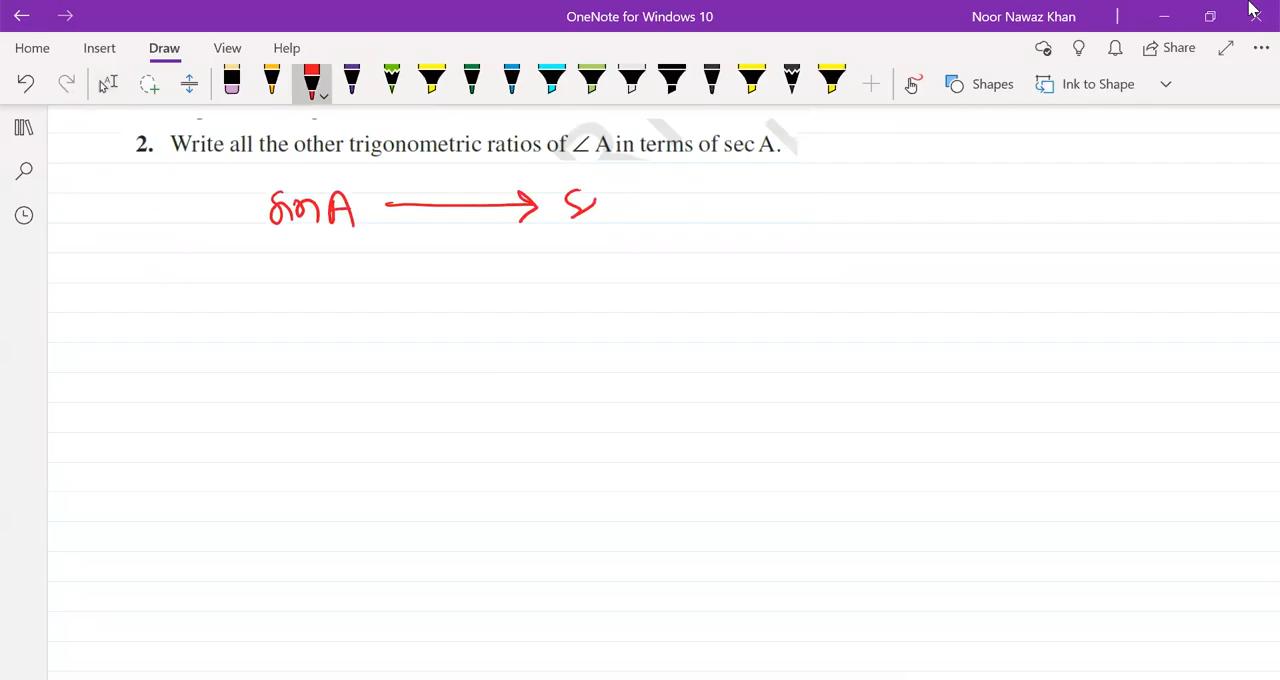 OneNote for Windows 10
Noor Nawaz Khan
Home Insert Draw View Help
Share
Shapes
Ink to Shape
2. Write all the other trigonometric ratios of ∠ A in terms of sec A.
sin A → S